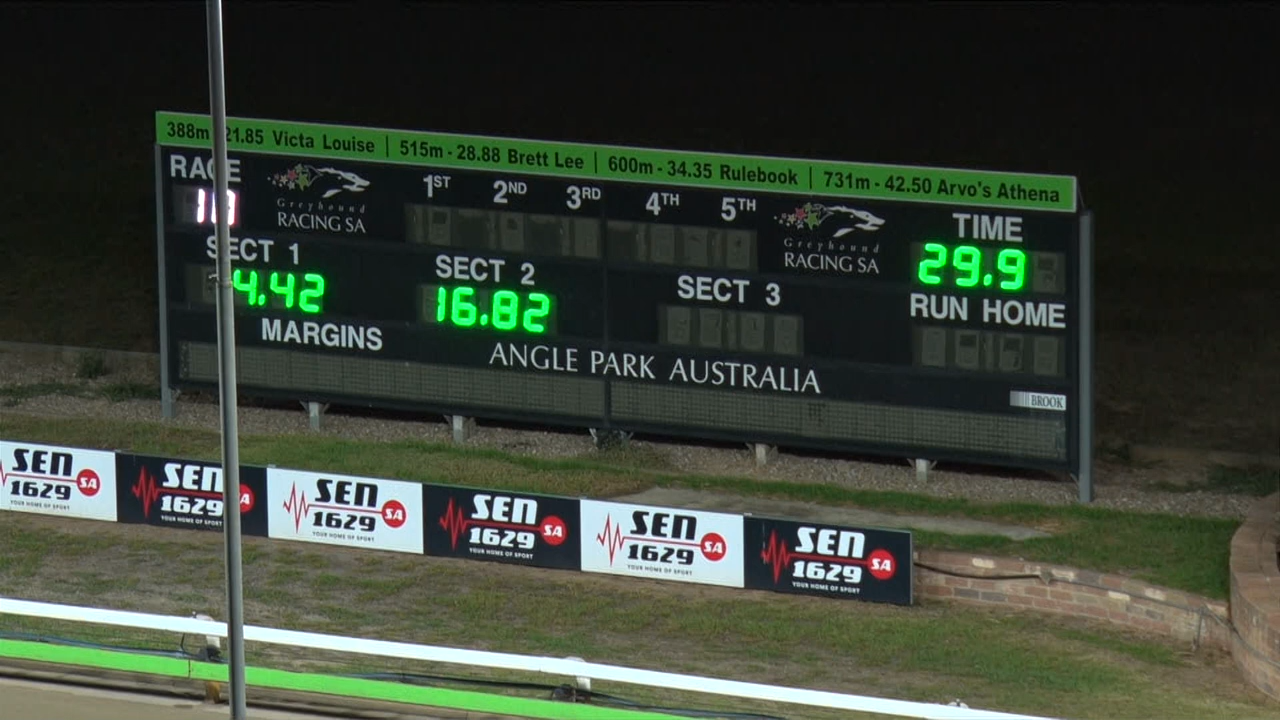 388m 21.85 Victa Louise | 515m - 28.88 Brett Lee | 600m - 34.35 Rulebook | 731m - 42.50 Arvo's Athena
RACE
Greyhound
RACING SA
1ST 2ND 3RD 4TH 5TH
Greyhound
RACING SA
TIME
29.9
SECT 1
4.42
SECT 2
16.82
SECT 3
RUN HOME
MARGINS
ANGLE PARK AUSTRALIA
BROOK
SEN
1629 SA
YOUR HOME OF SPORT
SEN
1629
YOUR HOME OF SPORT
SEN
1629 SA
YOUR HOME OF SPORT
SEN
1629 SA
YOUR HOME OF SPORT
SEN
1629 SA
YOUR HOME OF SPORT
SEN
1629 SA
YOUR HOME OF SPORT